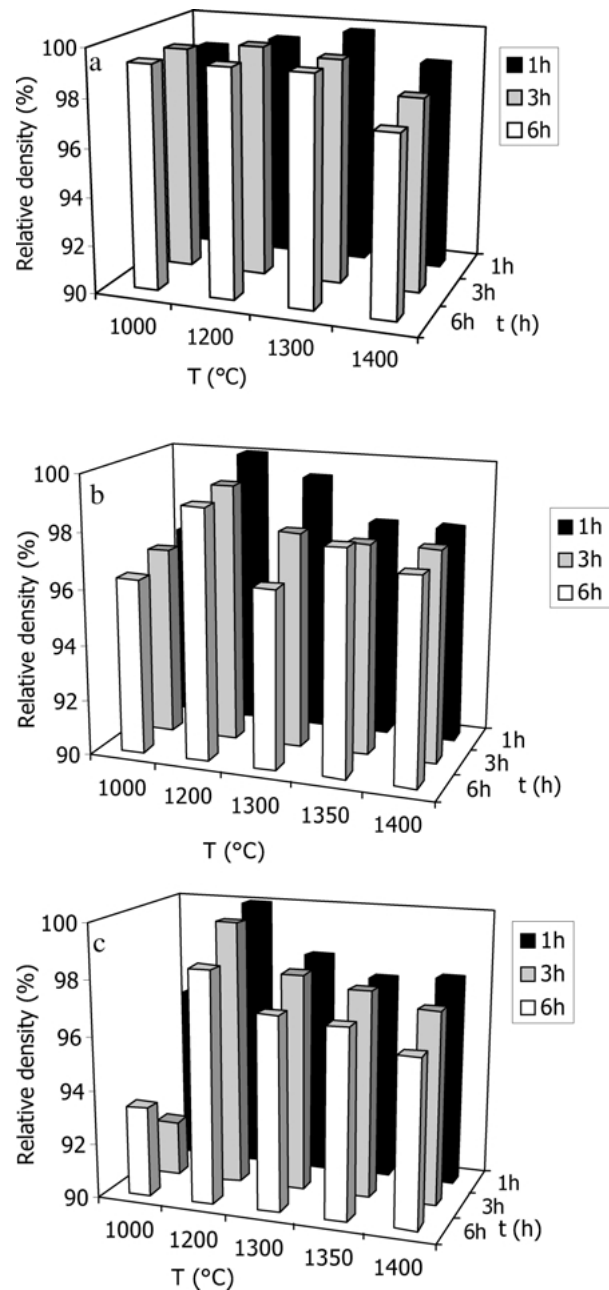 a
100
98
96
94
92
90
Relative density (%)
1000
1200
1300
1400
T (°C)
1h
3h
6h
t (h)
1h
3h
6h
b
100
98
96
94
92
90
Relative density (%)
1000
1200
1300
1350
1400
T (°C)
1h
3h
6h
t (h)
1h
3h
6h
c
100
98
96
94
92
90
Relative density (%)
1000
1200
1300
1350
1400
T (°C)
1h
3h
6h
t (h)
1h
3h
6h